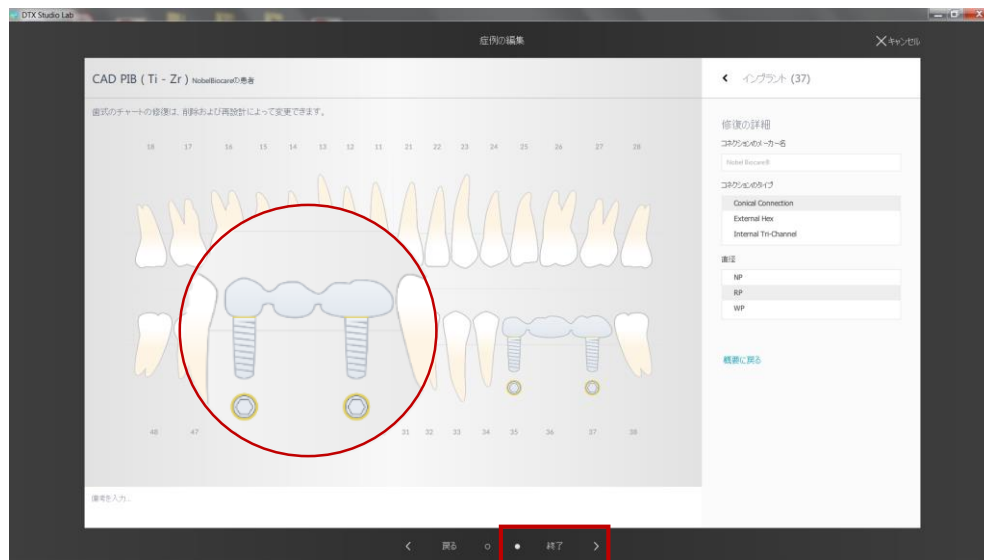 DTX Studio Lab
症例の編集
キャンセル
CAD PIB ( Ti - Zr ) NobelBiocareの患者
インプラント (37)
歯式のチャートの修復は、削除および再設計によって変更できます。
修復の詳細
コネクションのメーカー名
Nobel Biocare®
コネクションのタイプ
Conical Connection
External Hex
Internal Tri-Channel
直径
NP
RP
WP
概要に戻る
18 17 16 15 14 13 12 11 21 22 23 24 25 26 27 28
48 47 31 32 33 34 35 36 37 38
備考を入力...
戻る
終了